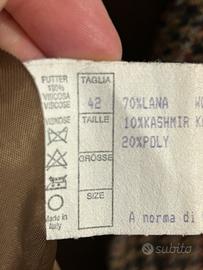 FUTTER
100%
VISCOSA
VISCOSE
TAGLIA
42
TAILLE
GRÖSSE
SIZE
70%LANA
10%KASHMIR
20%POLY
Made in
Italy
A norma di
subito